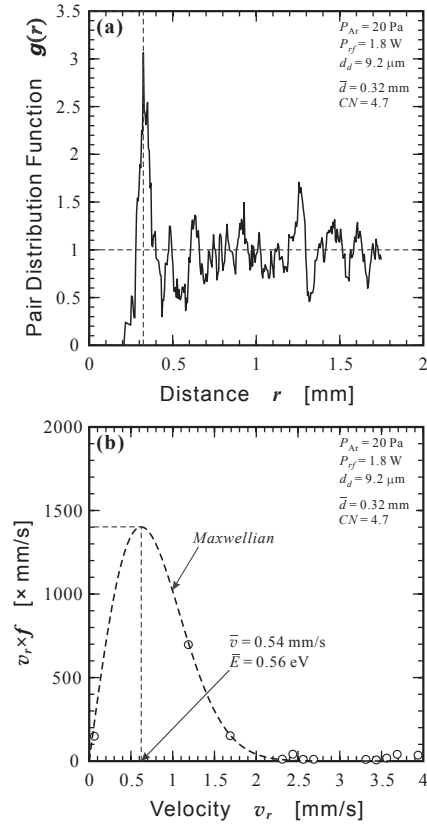 (a)
P_Ar = 20 Pa
P_rf = 1.8 W
d_d = 9.2 μm
d̅ = 0.32 mm
CN = 4.7
Pair Distribution Function g(r)
3.5
3
2.5
2
1.5
1
0.5
0
0 0.5 1 1.5 2
Distance r [mm]
(b)
P_Ar = 20 Pa
P_rf = 1.8 W
d_d = 9.2 μm
d̅ = 0.32 mm
CN = 4.7
Maxwellian
v̅ = 0.54 mm/s
E̅ = 0.56 eV
v_r×f [× mm/s]
2000
1500
1000
500
0
0 0.5 1 1.5 2 2.5 3 3.5 4
Velocity v_r [mm/s]